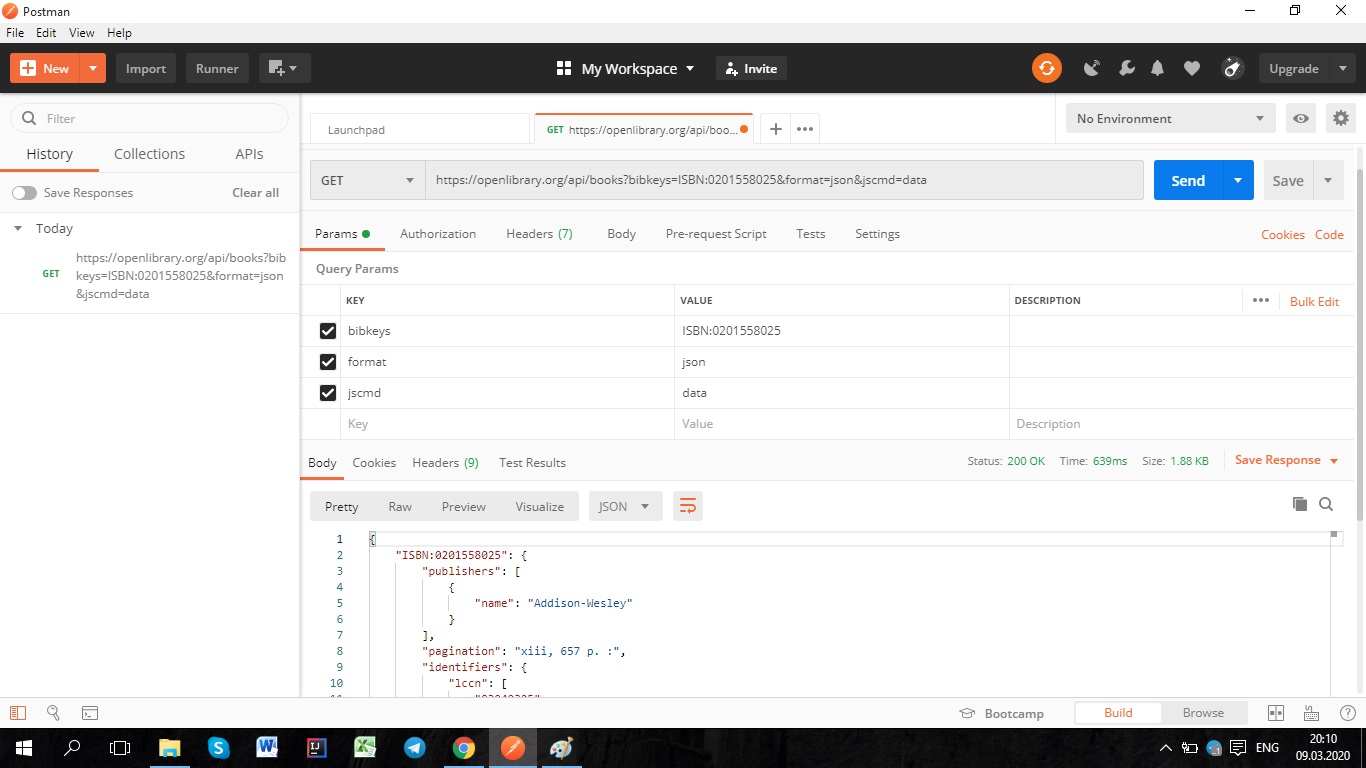 Postman
File Edit View Help
New Import Runner My Workspace Invite Upgrade
Filter
History Collections APIs
Save Responses Clear all
Today
GET https://openlibrary.org/api/books?bib
keys=ISBN:0201558025&format=json
&jscmd=data
Launchpad GET https://openlibrary.org/api/boo... No Environment
GET https://openlibrary.org/api/books?bibkeys=ISBN:0201558025&format=json&jscmd=data Send Save
Params Authorization Headers (7) Body Pre-request Script Tests Settings Cookies Code
Query Params
KEY VALUE DESCRIPTION Bulk Edit
bibkeys ISBN:0201558025
format json
jscmd data
Key Value Description
Body Cookies Headers (9) Test Results Status: 200 OK Time: 639ms Size: 1.88 KB Save Response
Pretty Raw Preview Visualize JSON
1 {
2 "ISBN:0201558025": {
3 "publishers": [
4 {
5 "name": "Addison-Wesley"
6 }
7 ],
8 "pagination": "xiii, 657 p. :",
9 "identifiers": {
10 "lccn": [
Bootcamp Build Browse
ENG 20:10
09.03.2020